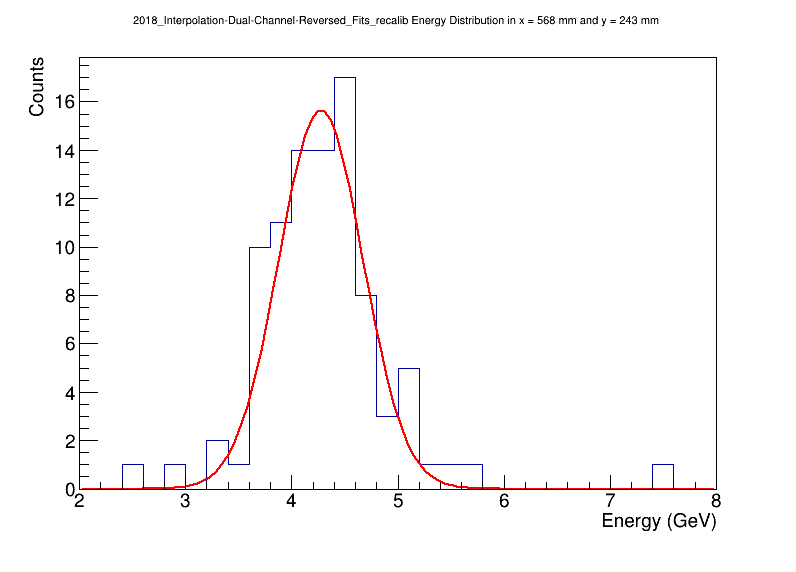 2018_Interpolation-Dual-Channel-Reversed_Fits_recalib Energy Distribution in x = 568 mm and y = 243 mm
Counts
16
14
12
10
8
6
4
2
0
2 3 4 5 6 7 8
Energy (GeV)